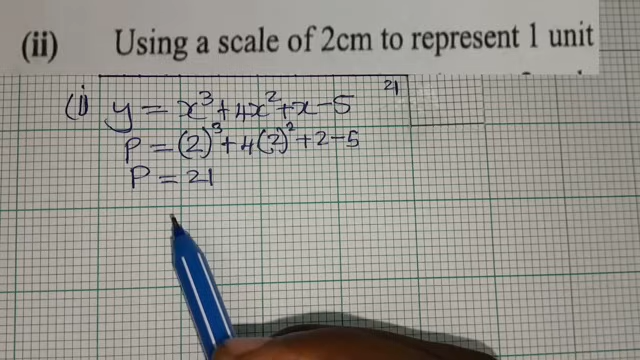 (ii) Using a scale of 2cm to represent 1 unit
(i) y = x³ + 4x² + x - 5
21
P = (2)³ + 4(2)² + 2 - 5
P = 21